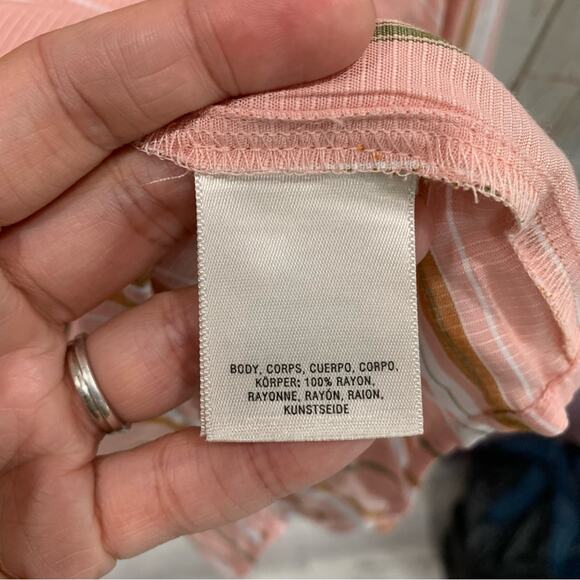 BODY, CORPS, CUERPO, CORPO,
KÖRPER: 100% RAYON,
RAYONNE, RAYÓN, RAION,
KUNSTSEIDE